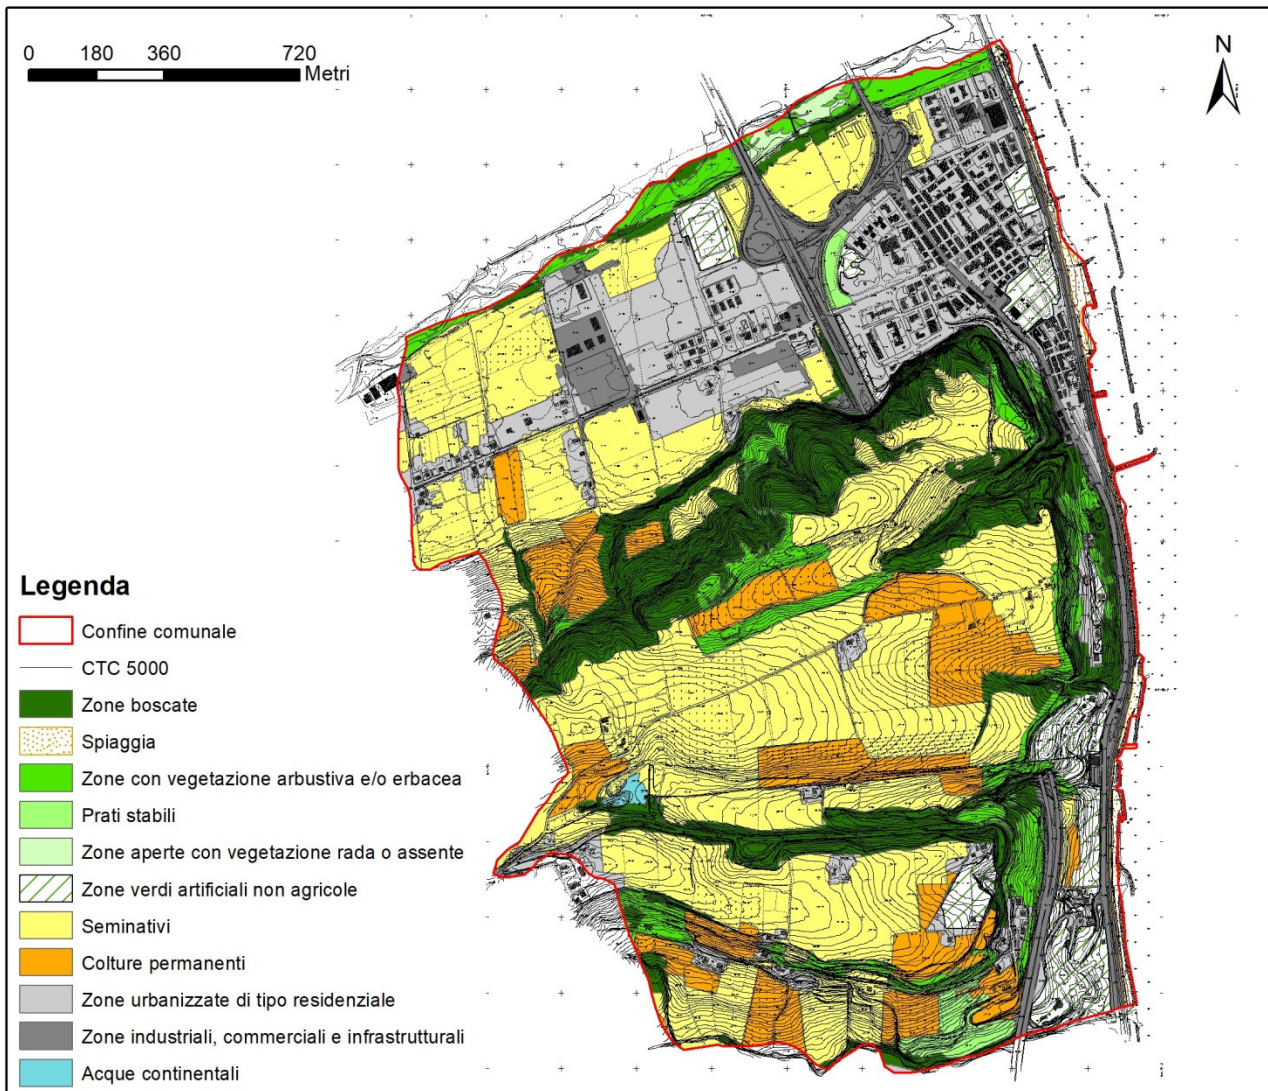 0 180 360 720
Metri
N
Legenda
Confine comunale
CTC 5000
Zone boscate
Spiaggia
Zone con vegetazione arbustiva e/o erbacea
Prati stabili
Zone aperte con vegetazione rada o assente
Zone verdi artificiali non agricole
Seminativi
Colture permanenti
Zone urbanizzate di tipo residenziale
Zone industriali, commerciali e infrastrutturali
Acque continentali